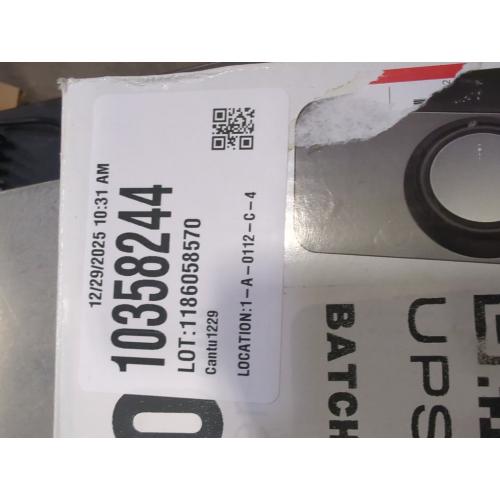 12/29/2025 10:31 AM
10358244
LOT:1186058570
Cantu1229
LOCATION:1-A-0112-C-4
BATCH
UPS